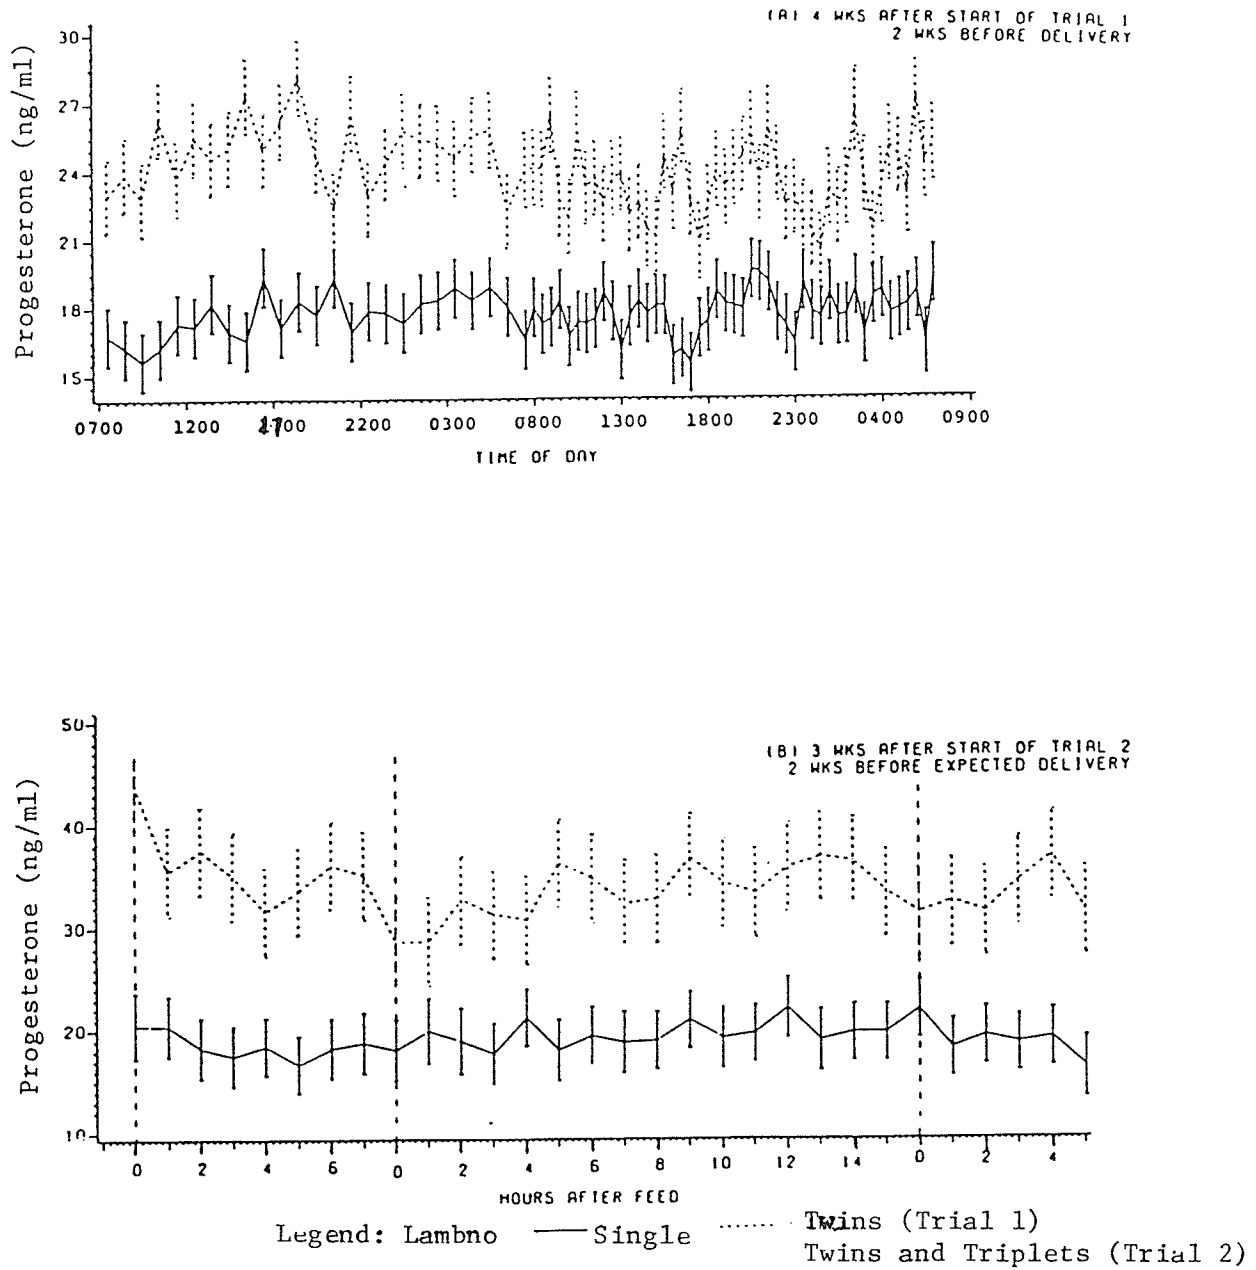 (A) 4 WKS AFTER START OF TRIAL 1
2 WKS BEFORE DELIVERY
Progesterone (ng/ml)
30
27
24
21
18
15
0700 1200 1700 2200 0300 0800 1300 1800 2300 0400 0900
TIME OF DAY
(B) 3 WKS AFTER START OF TRIAL 2
2 WKS BEFORE EXPECTED DELIVERY
Progesterone (ng/ml)
50
40
30
20
10
0 2 4 6 0 2 4 6 8 10 12 14 0 2 4
HOURS AFTER FEED
Legend: Lambno Single Twins (Trial 1)
Twins and Triplets (Trial 2)